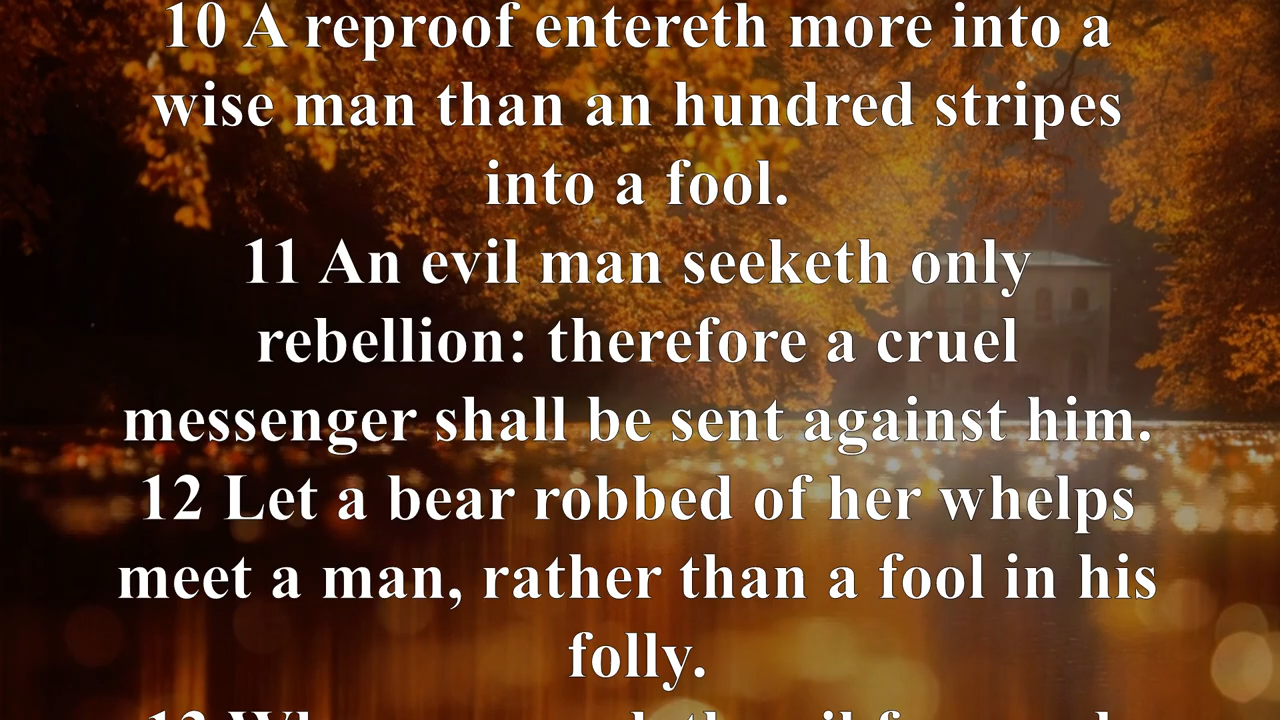 10 A reproof entereth more into a
wise man than an hundred stripes
into a fool.
11 An evil man seeketh only
rebellion: therefore a cruel
messenger shall be sent against him.
12 Let a bear robbed of her whelps
meet a man, rather than a fool in his
folly.